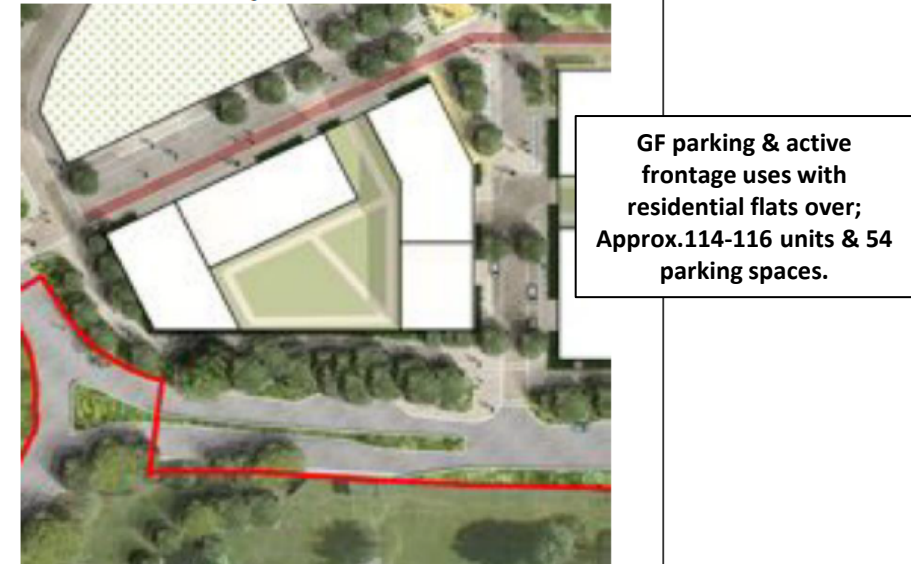 GF parking & active
frontage uses with
residential flats over;
Approx.114-116 units & 54
parking spaces.